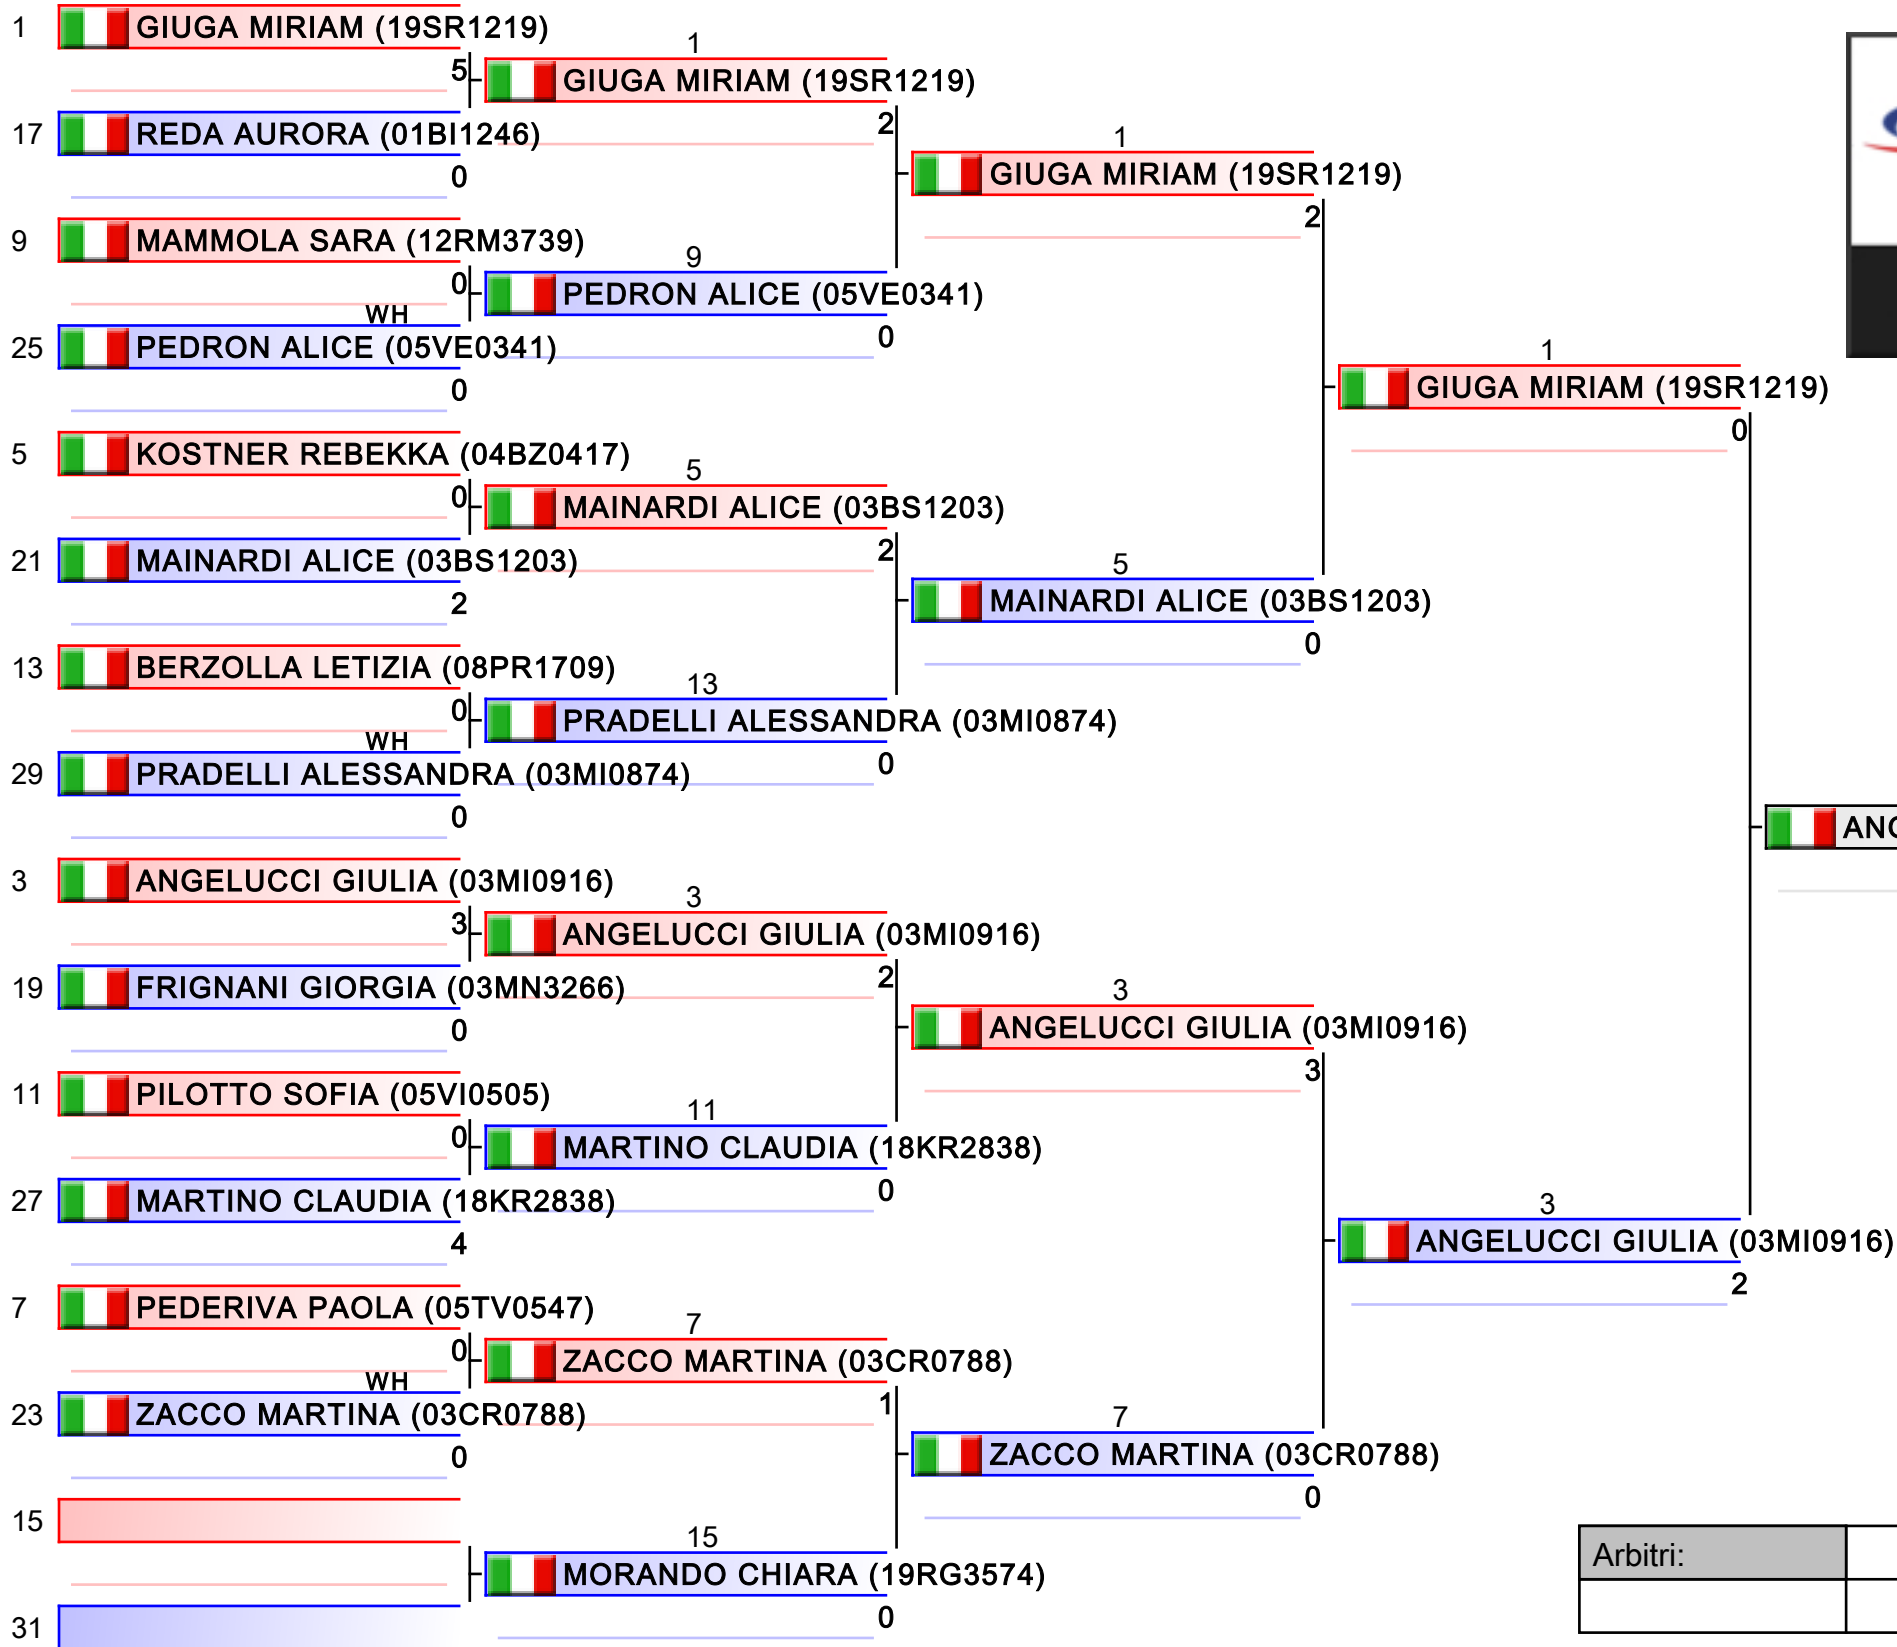 1 GIUGA MIRIAM (19SR1219)
5
17 REDA AURORA (01BI1246)
0
9 MAMMOLA SARA (12RM3739)
0
WH
25 PEDRON ALICE (05VE0341)
0
5 KOSTNER REBEKKA (04BZ0417)
0
21 MAINARDI ALICE (03BS1203)
2
13 BERZOLLA LETIZIA (08PR1709)
0
WH
29 PRADELLI ALESSANDRA (03MI0874)
0
3 ANGELUCCI GIULIA (03MI0916)
3
19 FRIGNANI GIORGIA (03MN3266)
0
11 PILOTTO SOFIA (05VI0505)
0
27 MARTINO CLAUDIA (18KR2838)
4
7 PEDERIVA PAOLA (05TV0547)
0
WH
23 ZACCO MARTINA (03CR0788)
0
15
31
1
GIUGA MIRIAM (19SR1219)
2
9
PEDRON ALICE (05VE0341)
0
5
MAINARDI ALICE (03BS1203)
2
13
PRADELLI ALESSANDRA (03MI0874)
0
3
ANGELUCCI GIULIA (03MI0916)
2
11
MARTINO CLAUDIA (18KR2838)
0
7
ZACCO MARTINA (03CR0788)
1
15
MORANDO CHIARA (19RG3574)
0
1
GIUGA MIRIAM (19SR1219)
2
5
MAINARDI ALICE (03BS1203)
0
3
ANGELUCCI GIULIA (03MI0916)
3
7
ZACCO MARTINA (03CR0788)
0
1
GIUGA MIRIAM (19SR1219)
0
3
ANGELUCCI GIULIA (03MI0916)
2
Arbitri: